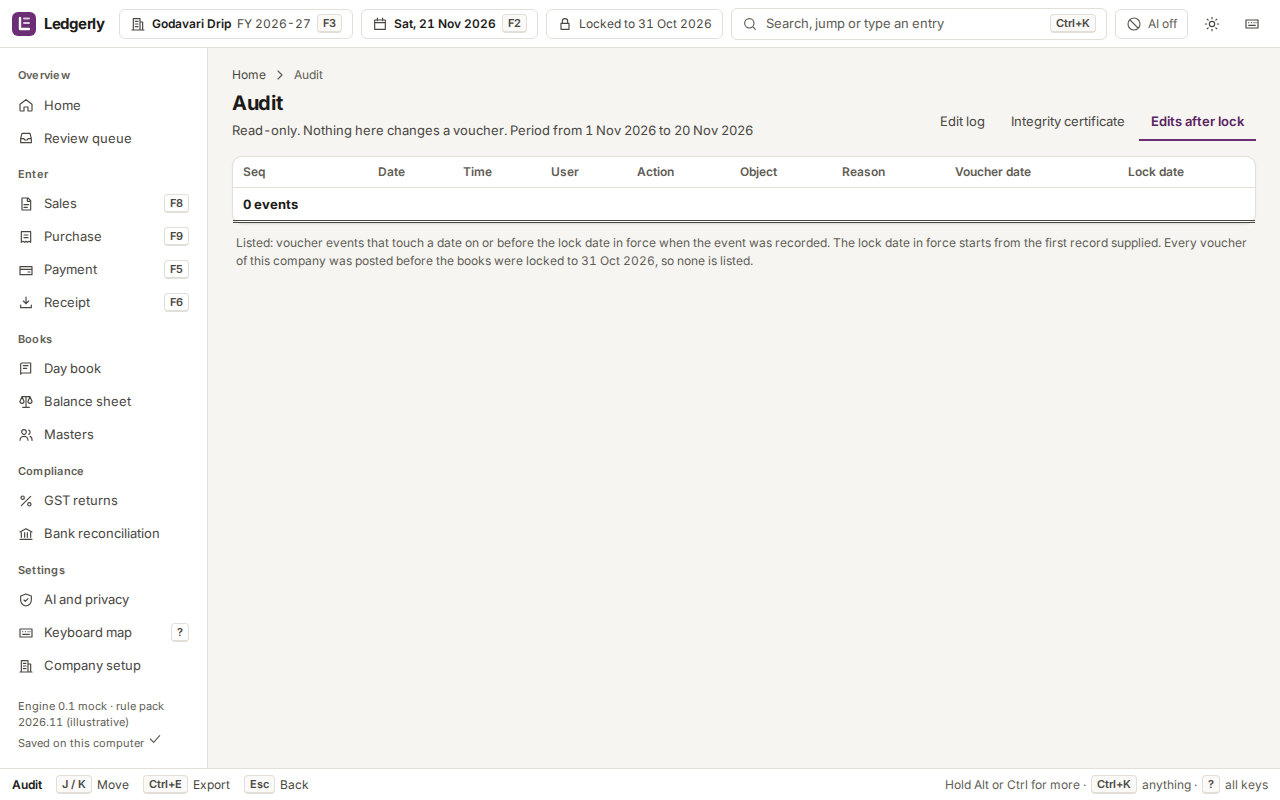 Ledgerly
Godavari Drip FY 2026-27 F3
Sat, 21 Nov 2026 F2
Locked to 31 Oct 2026
Search, jump or type an entry Ctrl+K
AI off
Overview
Home
Review queue
Enter
Sales F8
Purchase F9
Payment F5
Receipt F6
Books
Day book
Balance sheet
Masters
Compliance
GST returns
Bank reconciliation
Settings
AI and privacy
Keyboard map ?
Company setup
Engine 0.1 mock · rule pack
2026.11 (illustrative)
Saved on this computer
Home > Audit
Audit
Read-only. Nothing here changes a voucher. Period from 1 Nov 2026 to 20 Nov 2026
Edit log Integrity certificate Edits after lock
Seq Date Time User Action Object Reason Voucher date Lock date
0 events
Listed: voucher events that touch a date on or before the lock date in force when the event was recorded. The lock date in force starts from the first record supplied. Every voucher
of this company was posted before the books were locked to 31 Oct 2026, so none is listed.
Audit J / K Move Ctrl+E Export Esc Back
Hold Alt or Ctrl for more · Ctrl+K anything · ? all keys